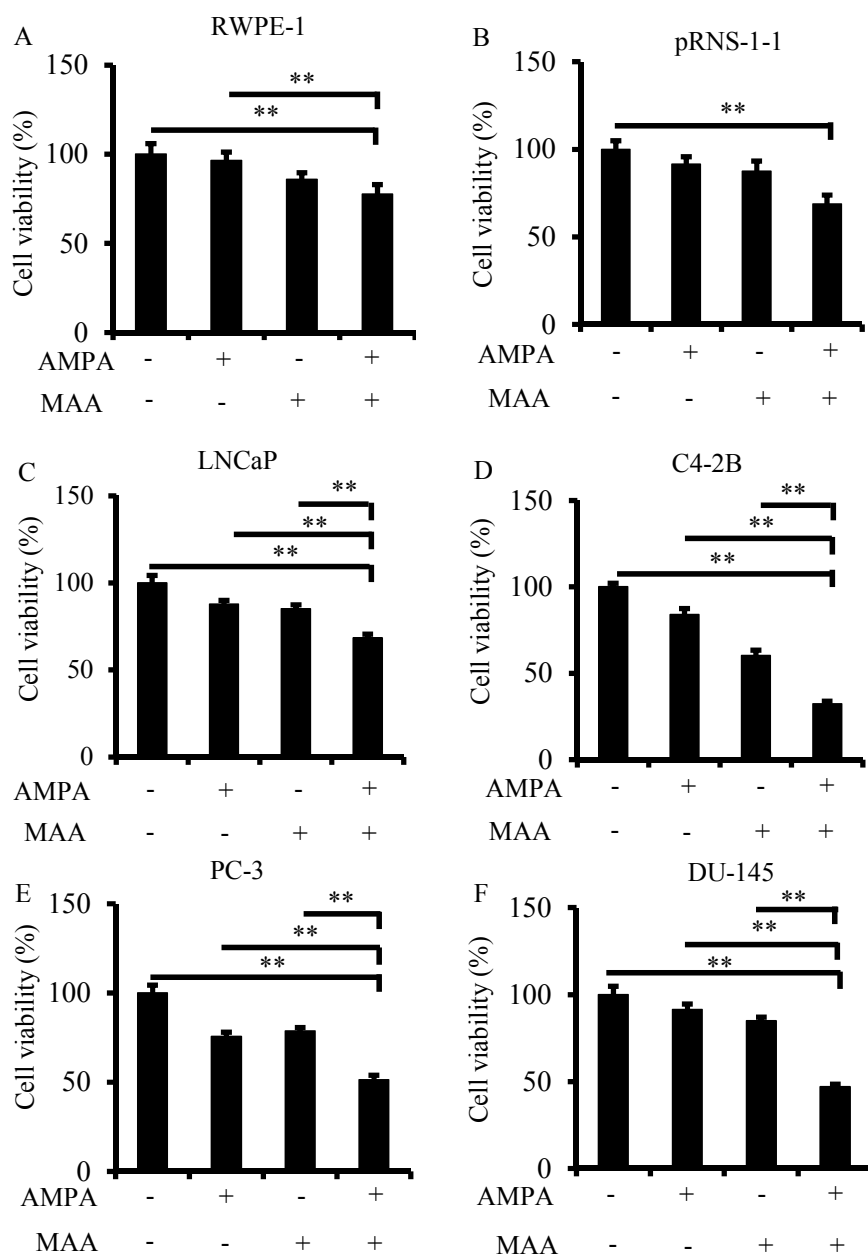 A
RWPE-1
150
100
50
0
Cell viability (%)
**
**
AMPA - + - +
MAA - - + +
B
pRNS-1-1
150
100
50
0
Cell viability (%)
**
- + - +
- - + +
C
LNCaP
150
100
50
0
Cell viability (%)
**
**
**
AMPA - + - +
MAA - - + +
D
C4-2B
150
100
50
0
Cell viability (%)
**
**
**
AMPA - + - +
MAA - - + +
E
PC-3
150
100
50
0
Cell viability (%)
**
**
**
AMPA - + - +
MAA - - + +
F
DU-145
150
100
50
0
Cell viability (%)
**
**
**
AMPA - + - +
MAA - - + +